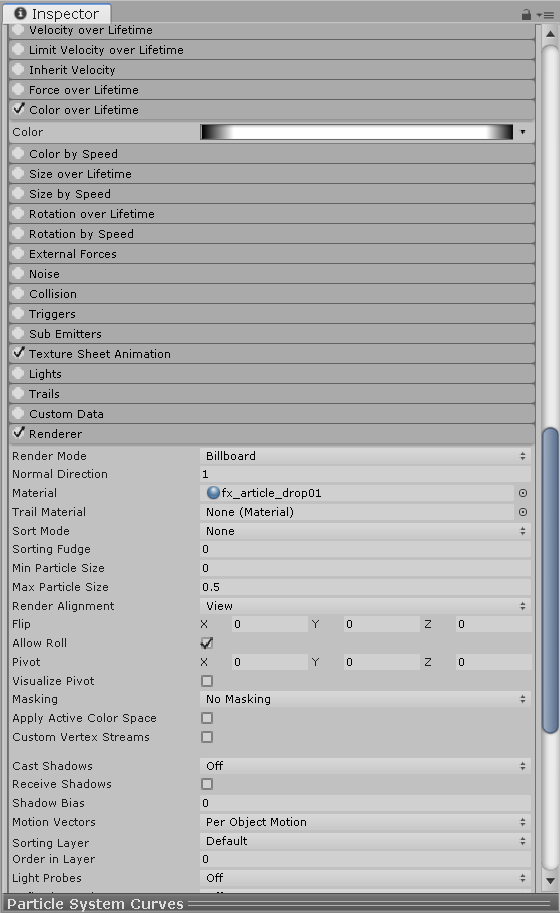 Inspector
Velocity over Lifetime
Limit Velocity over Lifetime
Inherit Velocity
Force over Lifetime
Color over Lifetime
Color
Color by Speed
Size over Lifetime
Size by Speed
Rotation over Lifetime
Rotation by Speed
External Forces
Noise
Collision
Triggers
Sub Emitters
Texture Sheet Animation
Lights
Trails
Custom Data
Renderer
Render Mode Billboard
Normal Direction 1
Material fx_article_drop01
Trail Material None (Material)
Sort Mode None
Sorting Fudge 0
Min Particle Size 0
Max Particle Size 0.5
Render Alignment View
Flip X 0 Y 0 Z 0
Allow Roll
Pivot X 0 Y 0 Z 0
Visualize Pivot
Masking No Masking
Apply Active Color Space
Custom Vertex Streams
Cast Shadows Off
Receive Shadows
Shadow Bias 0
Motion Vectors Per Object Motion
Sorting Layer Default
Order in Layer 0
Light Probes Off
Particle System Curves